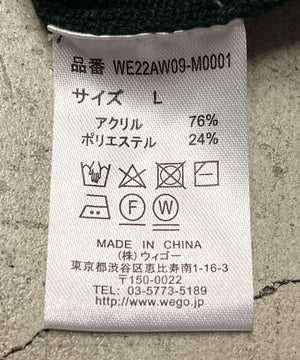 品番 WE22AW09-M0001
サイズ L
アクリル 76%
ポリエステル 24%
F W
MADE IN CHINA
(株)ウィゴー
東京都渋谷区恵比寿南1-16-3
〒150-0022
TEL 03-5773-5189
http://www.wego.jp/